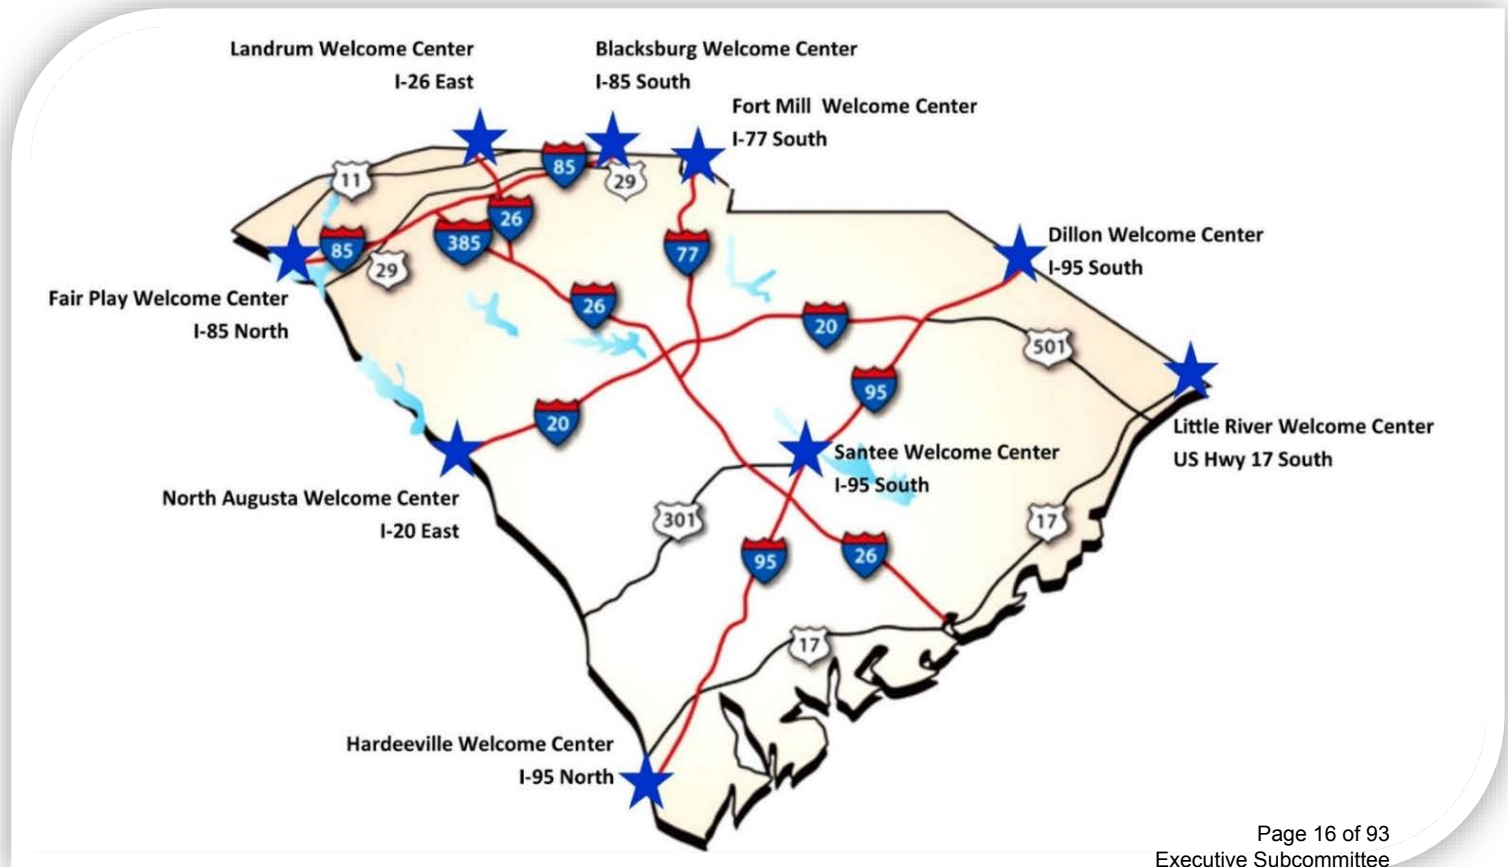 Landrum Welcome Center
I-26 East
Blacksburg Welcome Center
I-85 South
Fort Mill  Welcome Center
I-77 South
11
85
29
26
85
385
29
77
Dillon Welcome Center
I-95 South
Fair Play Welcome Center
I-85 North
26
20
501
95
20
Little River Welcome Center
US Hwy 17 South
Santee Welcome Center
I-95 South
North Augusta Welcome Center
I-20 East
301
17
95
26
17
Hardeeville Welcome Center
I-95 North
Page 16 of 93
Executive Subcommittee